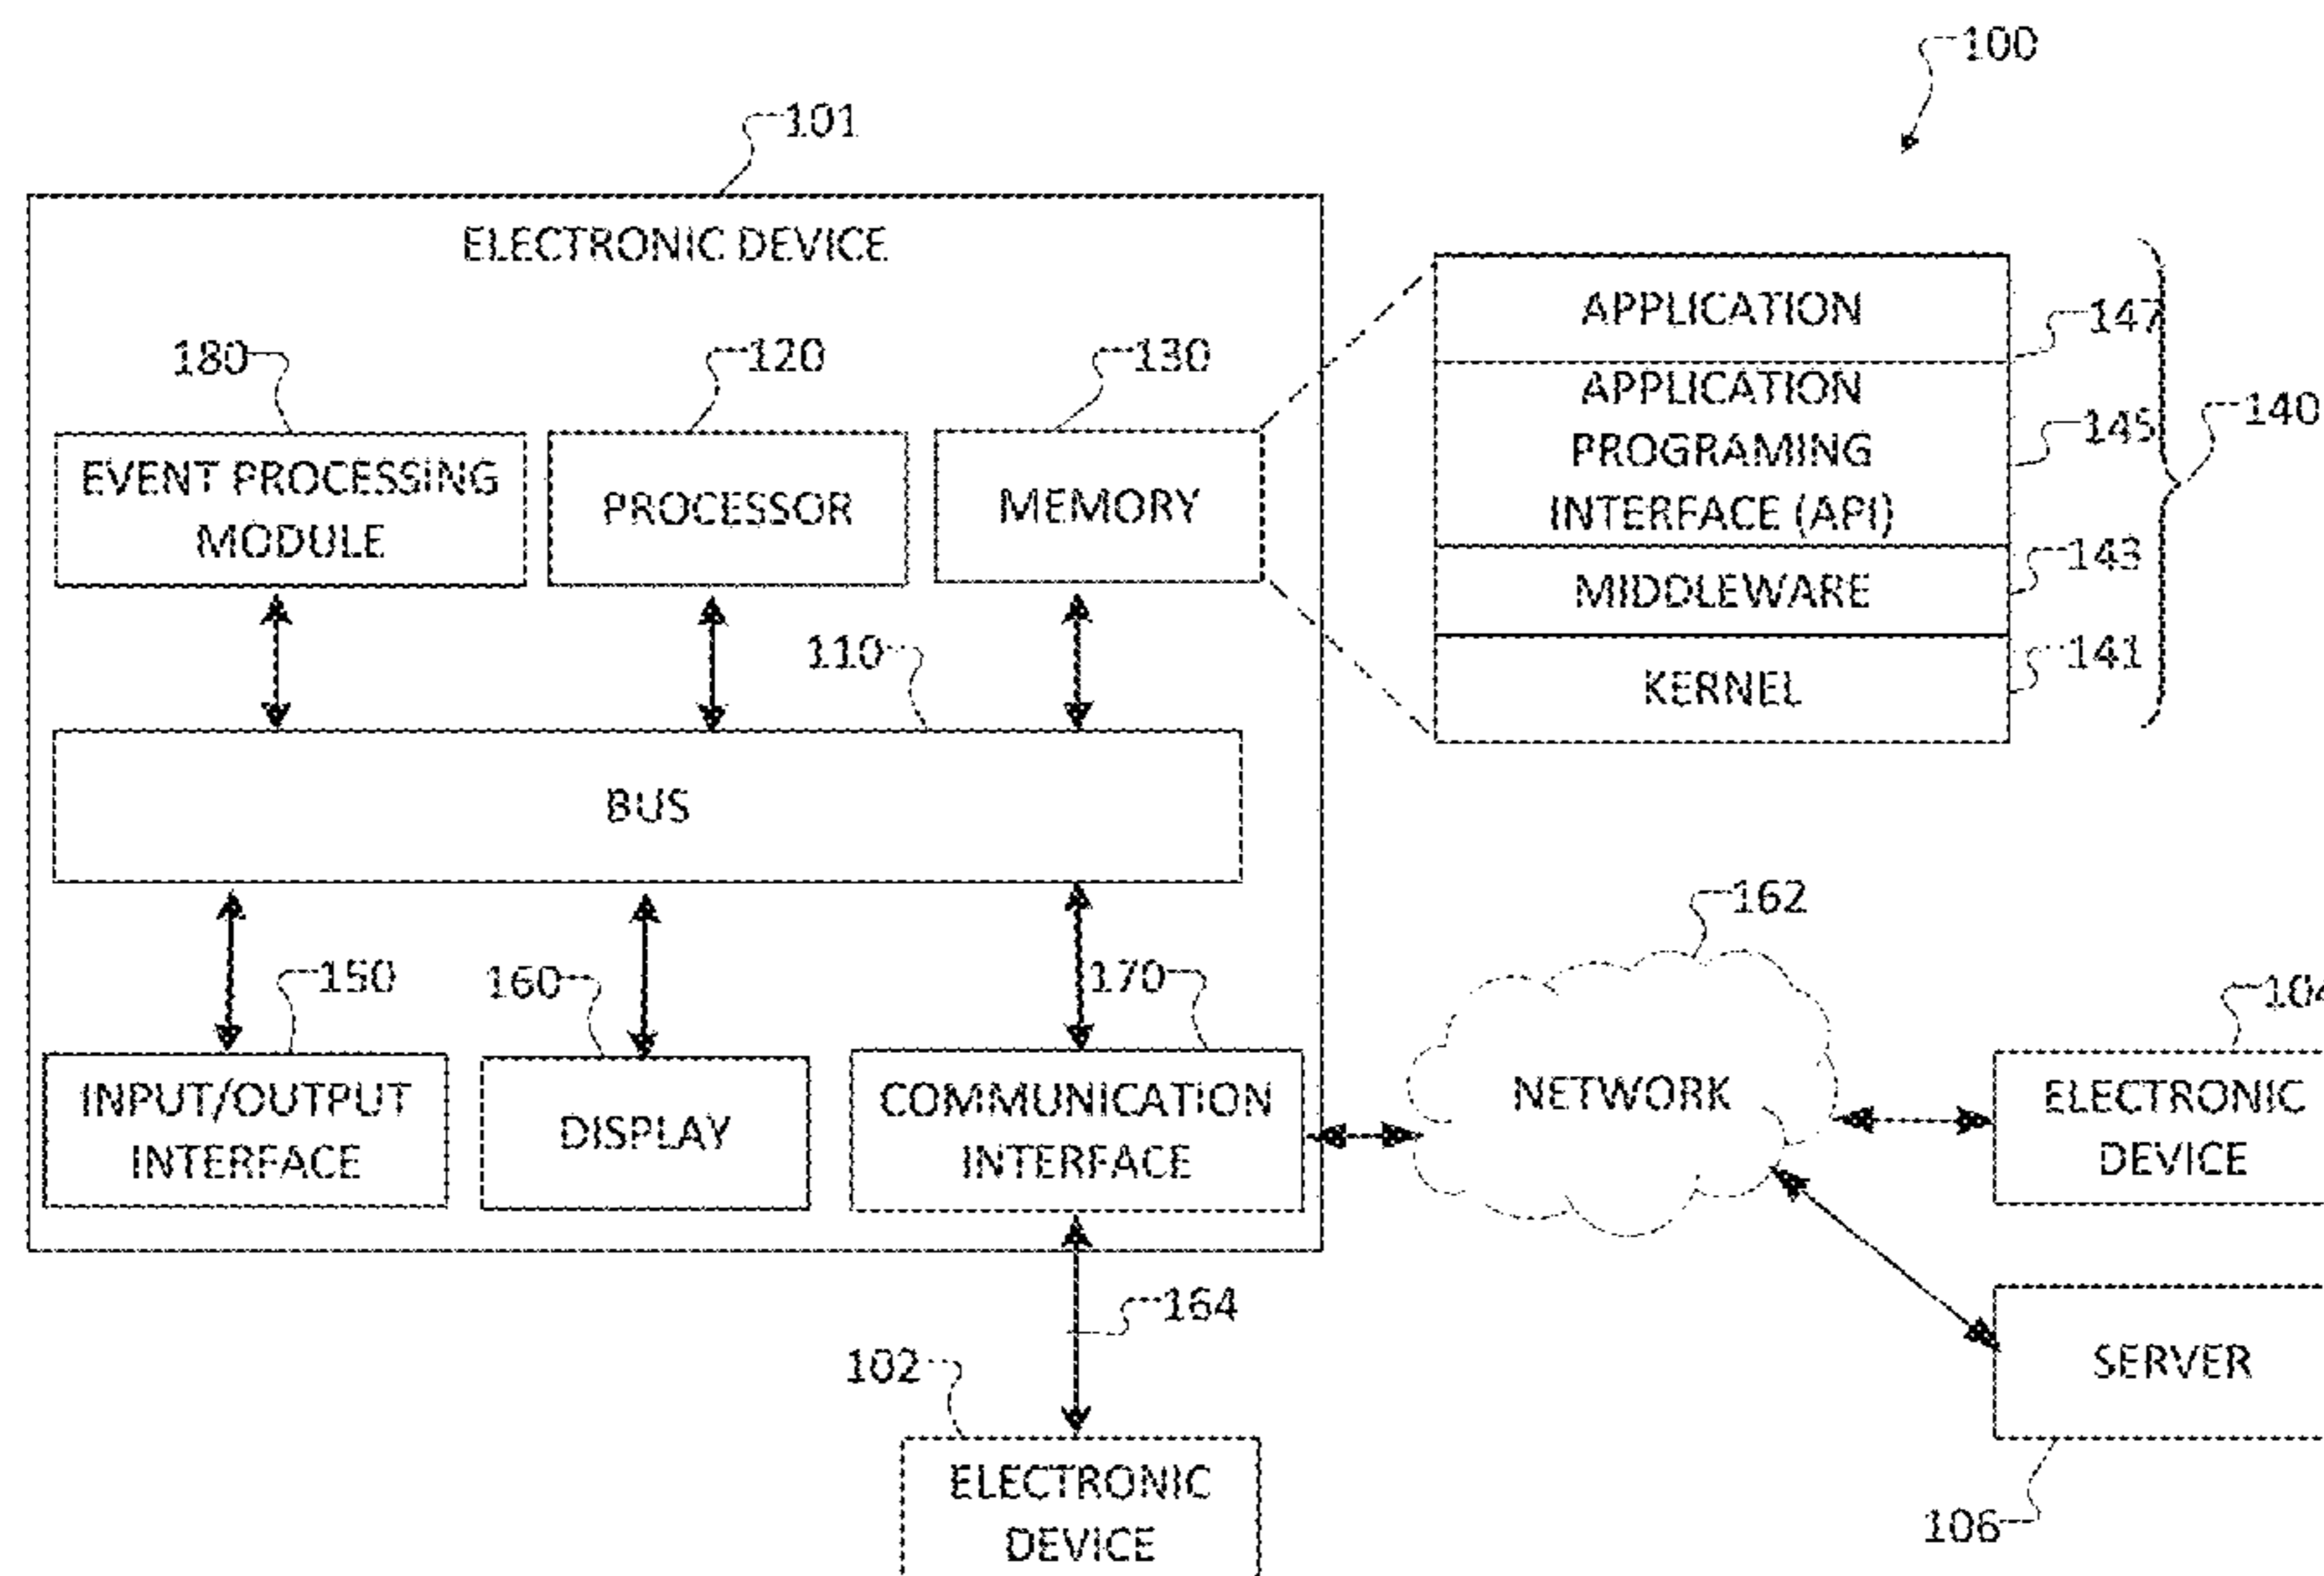 100
101
ELECTRONIC DEVICE
180
120
130
EVENT PROCESSING
MODULE
PROCESSOR
MEMORY
APPLICATION
147
APPLICATION
PROGRAMING
INTERFACE (API)
145
140
MIDDLEWARE
143
KERNEL
141
110
BUS
150
160
170
INPUT/OUTPUT
INTERFACE
DISPLAY
COMMUNICATION
INTERFACE
162
NETWORK
104
ELECTRONIC
DEVICE
164
102
ELECTRONIC
DEVICE
SERVER
106